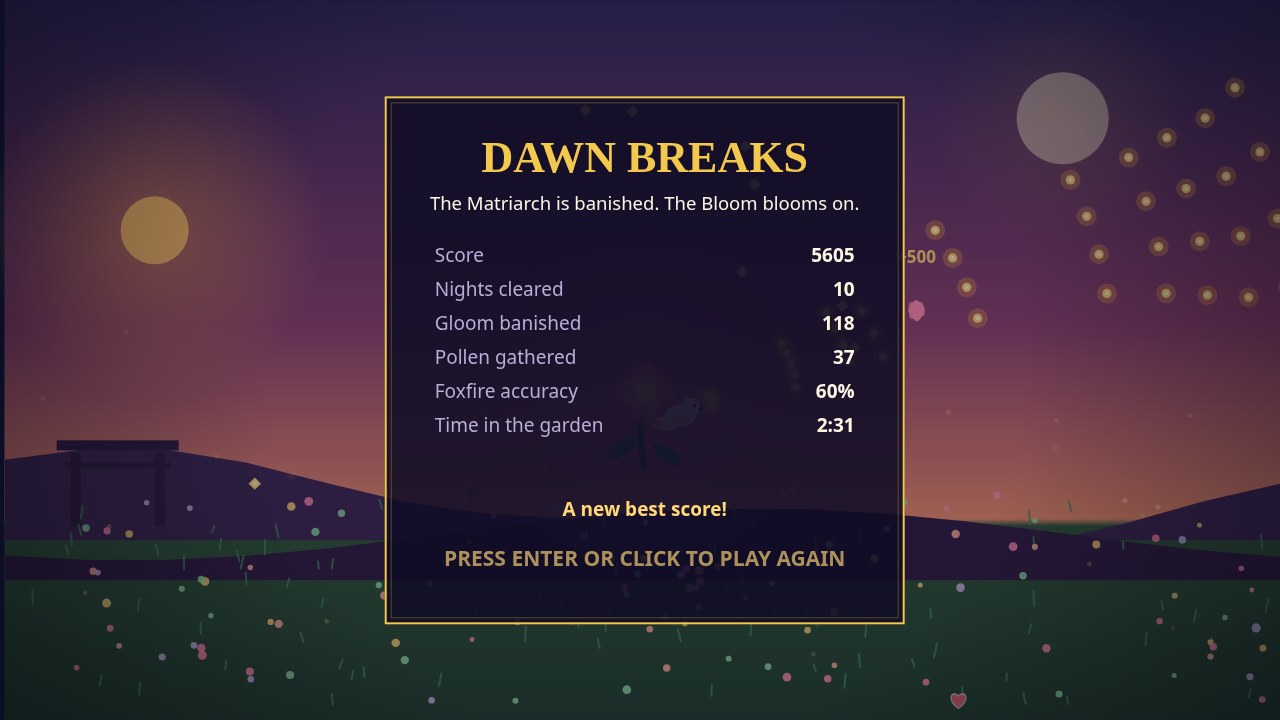 DAWN BREAKS
The Matriarch is banished. The Bloom blooms on.
Score 5605
-500
Nights cleared 10
Gloom banished 118
Pollen gathered 37
Foxfire accuracy 60%
Time in the garden 2:31
A new best score!
PRESS ENTER OR CLICK TO PLAY AGAIN